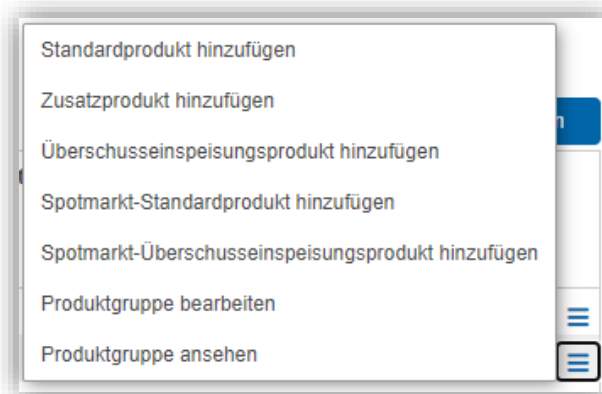 Standardprodukt hinzufügen
Zusatzprodukt hinzufügen
Überschusseinspeisungsprodukt hinzufügen
Spotmarkt-Standardprodukt hinzufügen
Spotmarkt-Überschusseinspeisungsprodukt hinzufügen
Produktgruppe bearbeiten
Produktgruppe ansehen